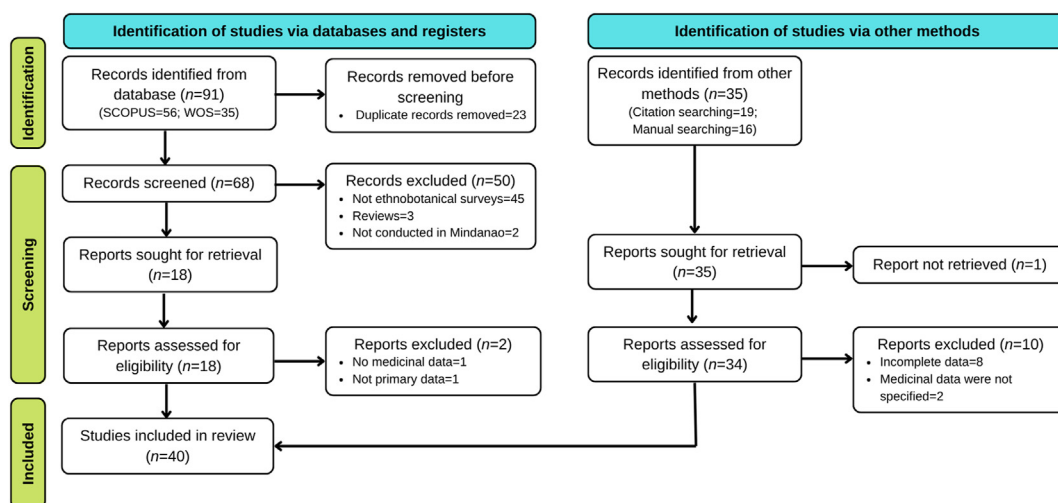 Identification of studies via databases and registers
Identification of studies via other methods
Identification
Records identified from
database (n=91)
(SCOPUS=56; WOS=35)
Records removed before
screening
• Duplicate records removed=23
Records identified from other
methods (n=35)
(Citation searching=19;
Manual searching=16)
Screening
Records screened (n=68)
Records excluded (n=50)
• Not ethnobotanical surveys=45
• Reviews=3
• Not conducted in Mindanao=2
Reports sought for retrieval
(n=18)
Reports sought for retrieval
(n=35)
Report not retrieved (n=1)
Reports assessed for
eligibility (n=18)
Reports excluded (n=2)
• No medicinal data=1
• Not primary data=1
Reports assessed for
eligibility (n=34)
Reports excluded (n=10)
• Incomplete data=8
• Medicinal data were not
specified=2
Included
Studies included in review
(n=40)